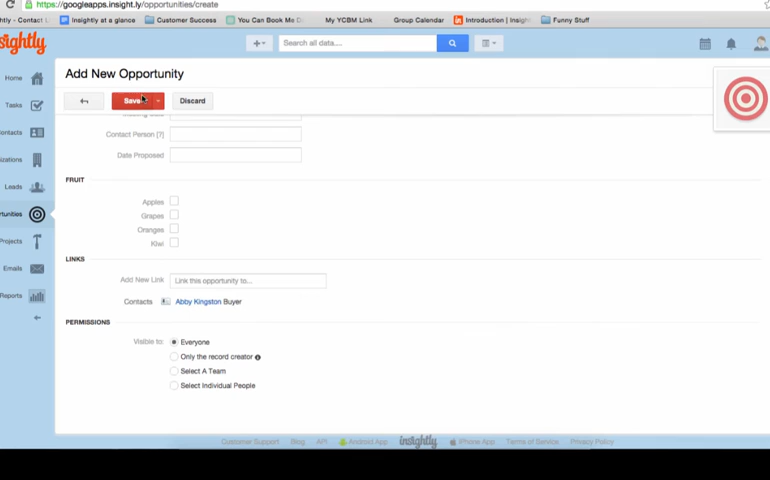 https://googleapps.insight.ly/opportunities/create
Insightly at a glance Customer Success You Can Book Me My YCBM Link Group Calendar Introduction | Insigh Funny Stuff
Search all data....
Add New Opportunity
Save Discard
Contact Person [?]
Date Proposed
FRUIT
Apples
Grapes
Oranges
Kiwi
LINKS
Add New Link Link this opportunity to...
Contacts Abby Kingston Buyer
PERMISSIONS
Visible to: Everyone
Only the record creator
Select A Team
Select Individual People
Home
Tasks
Leads
Projects
Emails
Reports
Customer Support Blog API Android App insightly iPhone App Terms of Service Privacy Policy